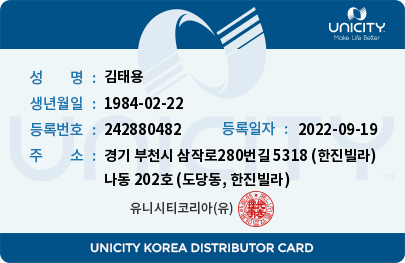 UNICITY
Make Life Better
성 명 : 김태용
생년월일 : 1984-02-22
등록번호 : 242880482 등록일자 : 2022-09-19
주 소 : 경기 부천시 삼작로280번길 5318 (한진빌라)
나동 202호 (도당동, 한진빌라)
유니시티코리아(유)
UNICITY
UNICITY KOREA DISTRIBUTOR CARD